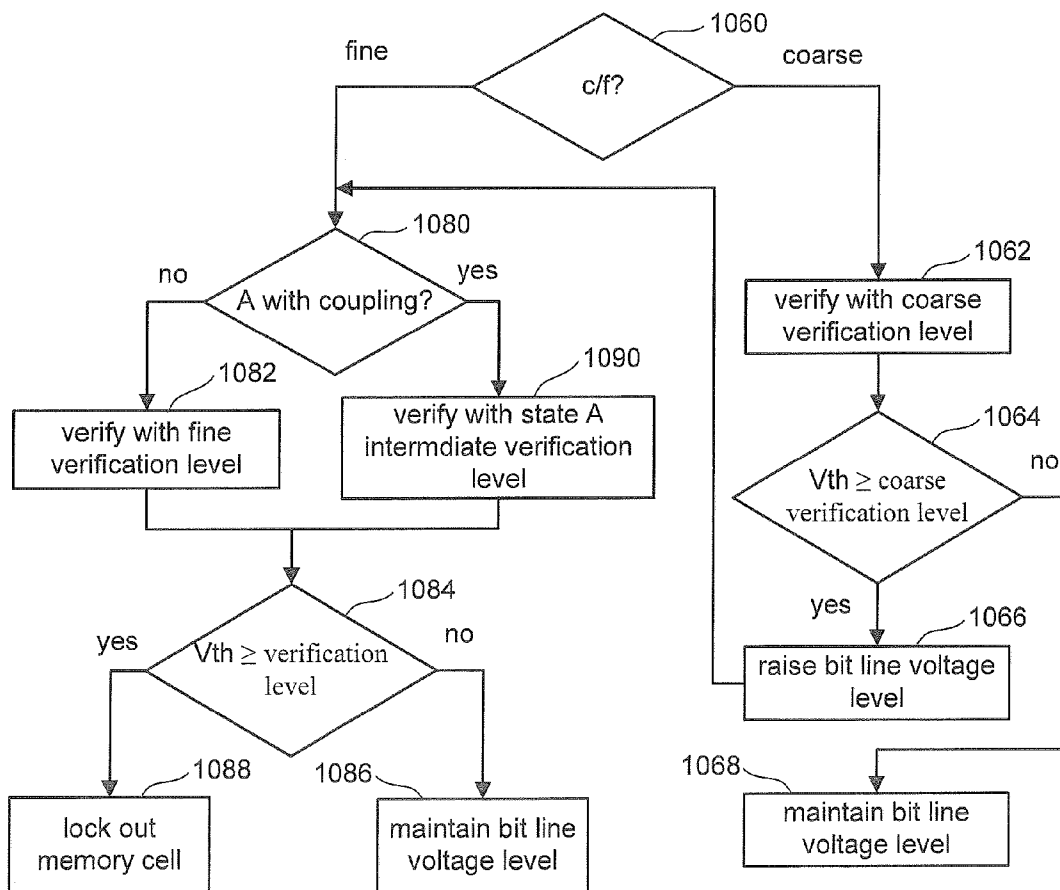 1060
fine
coarse
c/f?
1080
no
yes
A with coupling?
1062
verify with coarse
verification level
1082
verify with fine
verification level
1090
verify with state A
intermdiate verification
level
1064
no
Vth ≥ coarse
verification level
yes
1066
raise bit line voltage
level
1084
yes
no
Vth ≥ verification
level
1088
lock out
memory cell
1086
maintain bit line
voltage level
1068
maintain bit line
voltage level